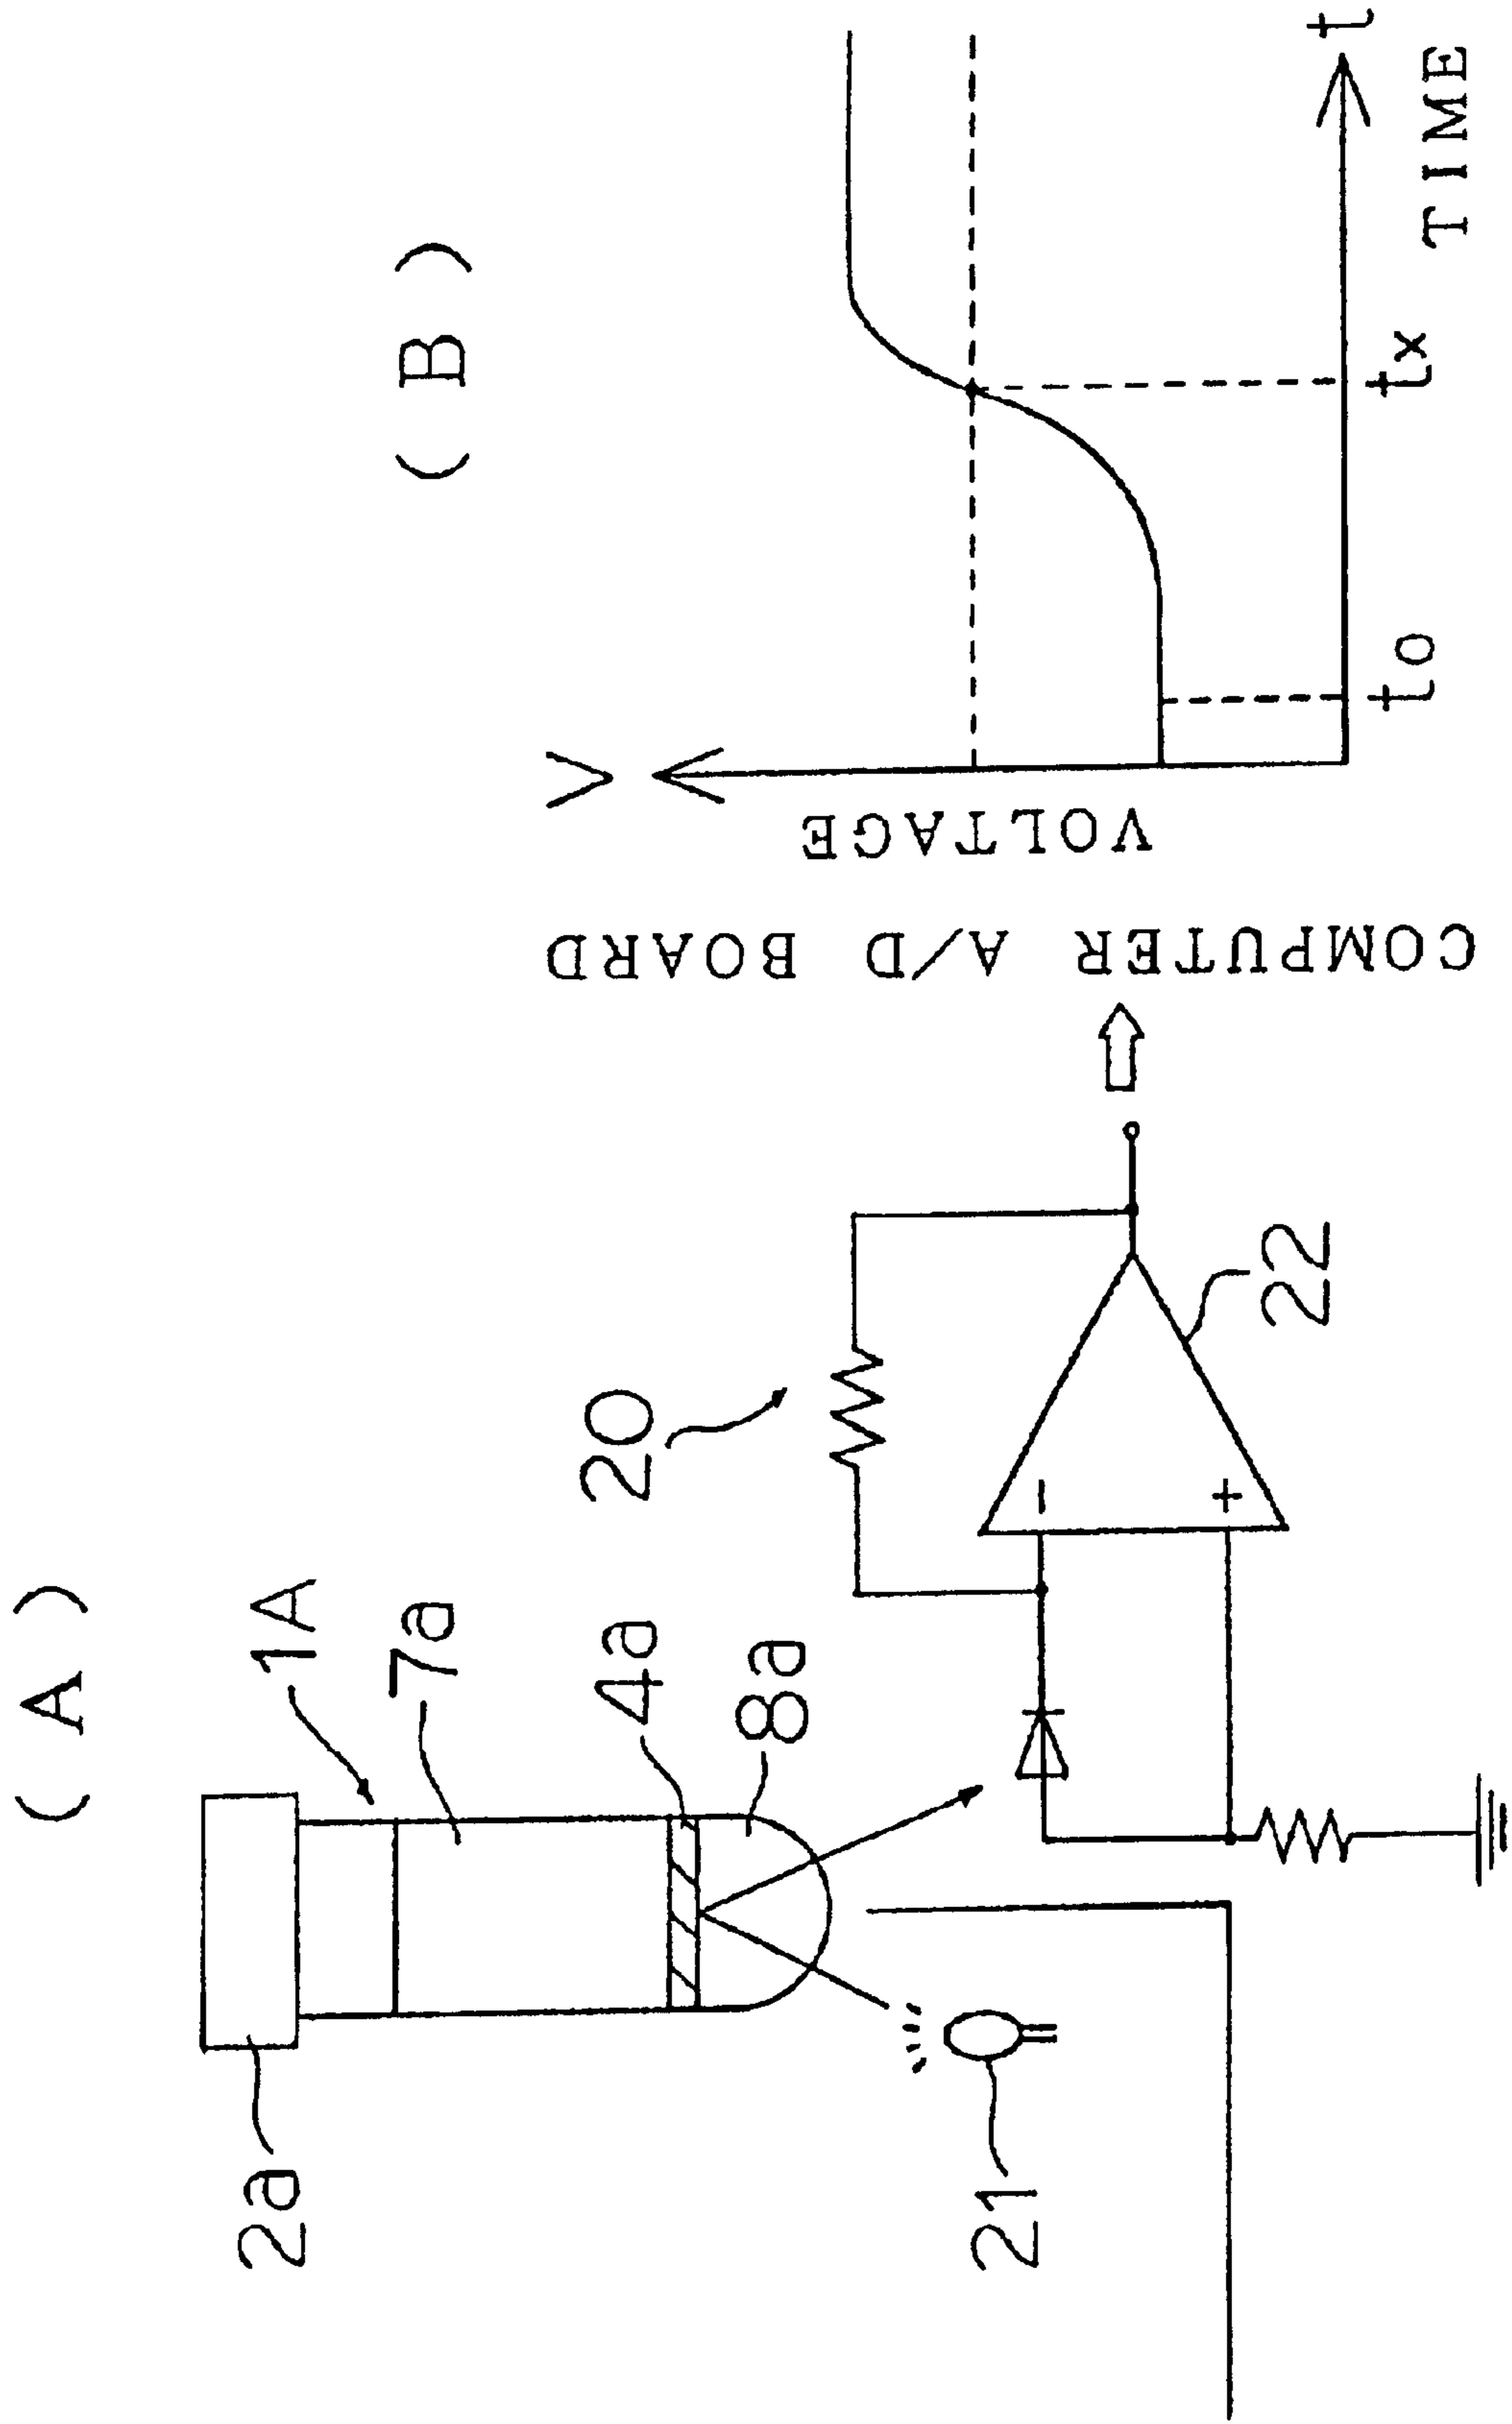 (A)
1A
2a
7a
4a
8a
20
21
22
-
+
COMPUTER A/D BOARD
(B)
V
VOLTAGE
to
tx
t
TIME